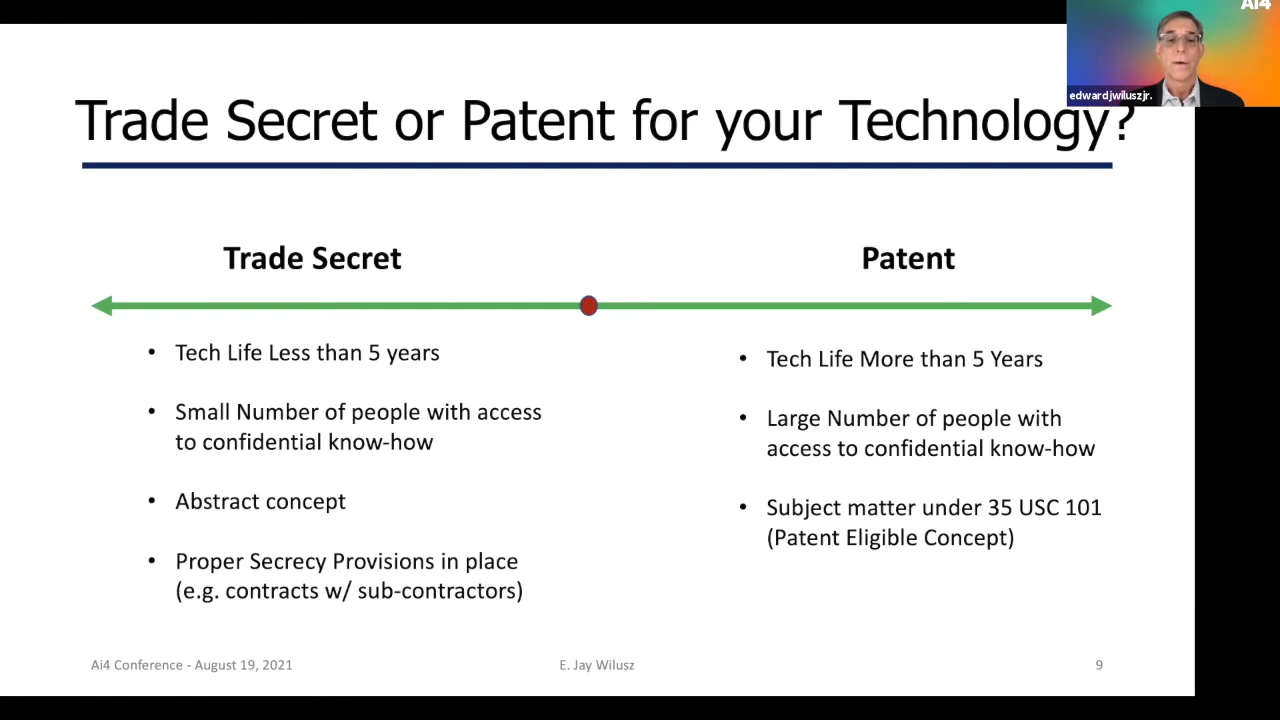 Ai4
edwardjwiluszjr.
Trade Secret or Patent for your Technology?
Trade Secret
• Tech Life Less than 5 years
• Small Number of people with access
to confidential know-how
• Abstract concept
• Proper Secrecy Provisions in place
(e.g. contracts w/ sub-contractors)
Patent
• Tech Life More than 5 Years
• Large Number of people with
access to confidential know-how
• Subject matter under 35 USC 101
(Patent Eligible Concept)
Ai4 Conference - August 19, 2021
E. Jay Wilusz
9